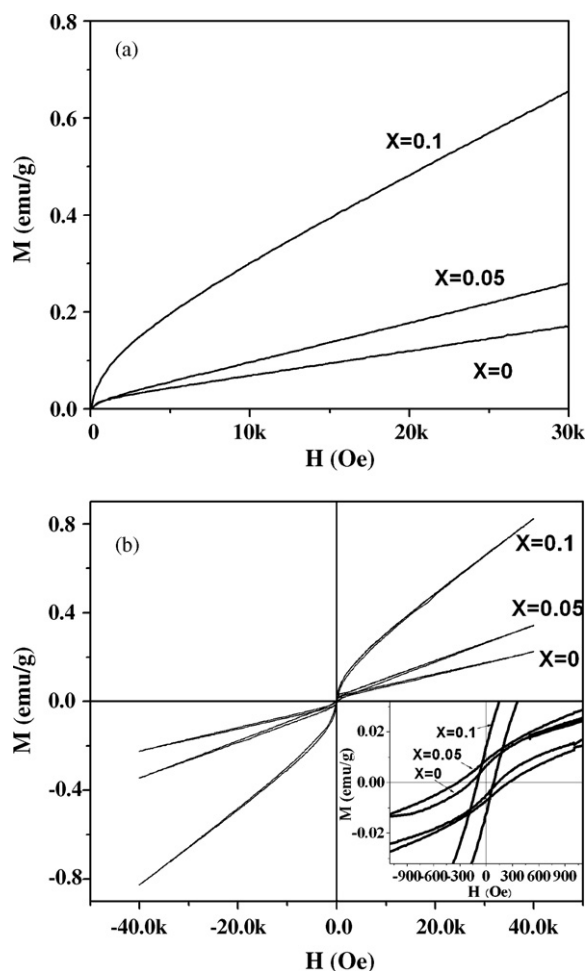 (a)
M (emu/g)
0.8
0.6
0.4
0.2
0.0
X=0.1
X=0.05
X=0
0 10k 20k 30k
H (Oe)
(b)
M (emu/g)
0.8
0.4
0.0
-0.4
-0.8
X=0.1
X=0.05
X=0
M (emu/g)
0.02
0.00
-0.02
X=0.1
X=0.05
X=0
-900 -600 -300 0 300 600 900
H (Oe)
-40.0k -20.0k 0.0 20.0k 40.0k
H (Oe)